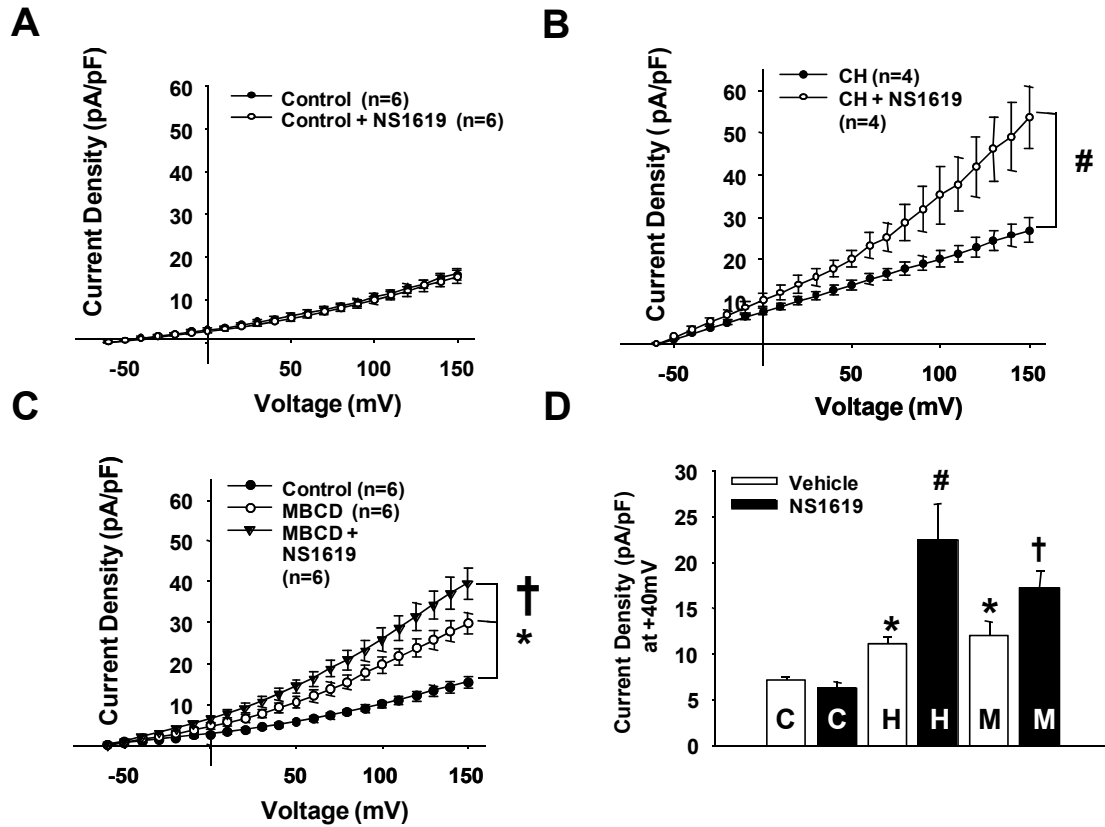 A
Current Density (pA/pF)
60
50
40
30
20
10
Control (n=6)
Control + NS1619 (n=6)
-50
50
100
150
Voltage (mV)
B
Current Density ( pA/pF)
60
50
40
30
20
10
CH (n=4)
CH + NS1619
(n=4)
#
-50
50
100
150
Voltage (mV)
C
Current Density (pA/pF)
60
50
40
30
20
10
Control (n=6)
MBCD (n=6)
MBCD +
NS1619
(n=6)
†
*
-50
50
100
150
Voltage (mV)
D
Current Density (pA/pF)
at +40mV
30
25
20
15
10
5
0
Vehicle
NS1619
*
#
*
†
C
C
H
H
M
M